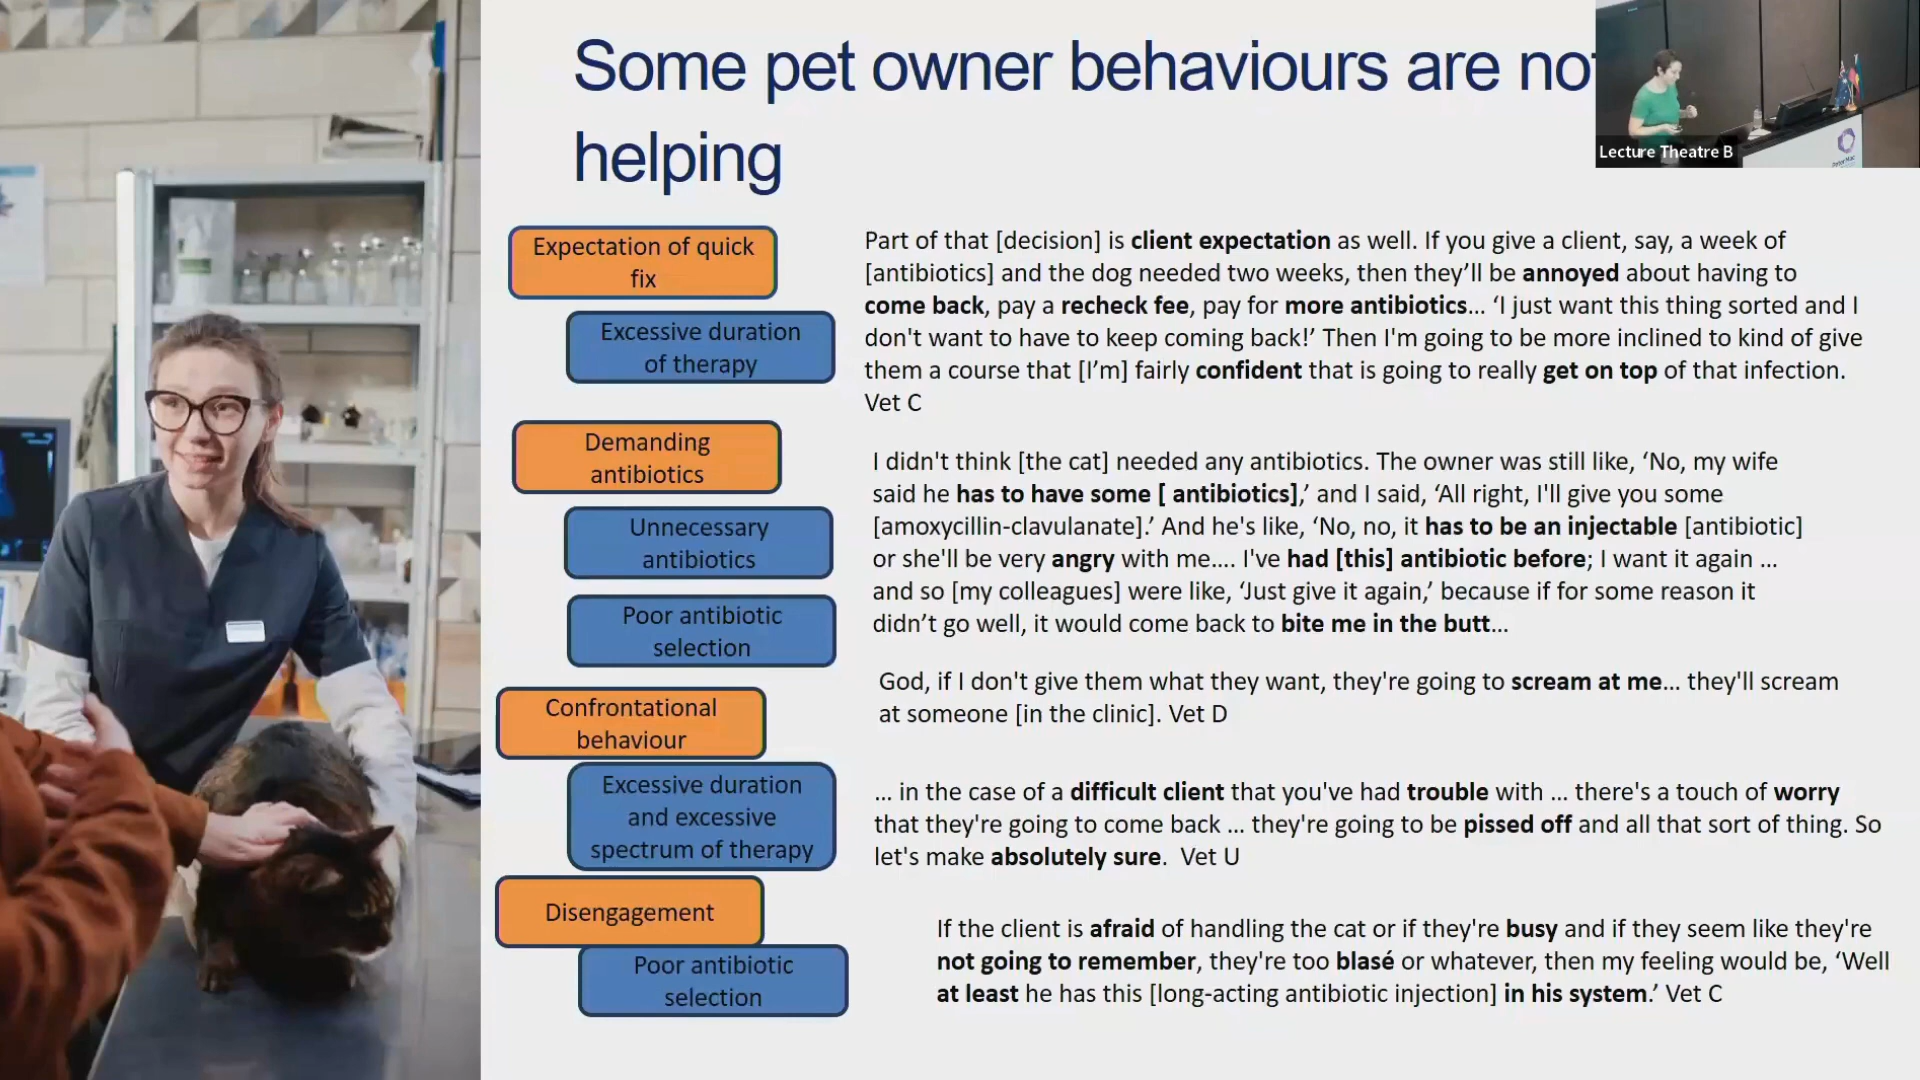 Some pet owner behaviours are not
helping
Lecture Theatre B
Expectation of quick
fix
Excessive duration
of therapy
Part of that [decision] is client expectation as well. If you give a client, say, a week of
[antibiotics] and the dog needed two weeks, then they’ll be annoyed about having to
come back, pay a recheck fee, pay for more antibiotics… ‘I just want this thing sorted and I
don't want to have to keep coming back!’ Then I'm going to be more inclined to kind of give
them a course that [I’m] fairly confident that is going to really get on top of that infection.
Vet C
Demanding
antibiotics
Unnecessary
antibiotics
Poor antibiotic
selection
I didn't think [the cat] needed any antibiotics. The owner was still like, ‘No, my wife
said he has to have some [ antibiotics],’ and I said, ‘All right, I'll give you some
[amoxycillin-clavulanate].’ And he's like, ‘No, no, it has to be an injectable [antibiotic]
or she'll be very angry with me…. I've had [this] antibiotic before; I want it again …
and so [my colleagues] were like, ‘Just give it again,’ because if for some reason it
didn’t go well, it would come back to bite me in the butt…
God, if I don't give them what they want, they're going to scream at me… they'll scream
at someone [in the clinic]. Vet D
Confrontational
behaviour
Excessive duration
and excessive
spectrum of therapy
… in the case of a difficult client that you've had trouble with … there's a touch of worry
that they're going to come back … they're going to be pissed off and all that sort of thing. So
let's make absolutely sure.  Vet U
Disengagement
Poor antibiotic
selection
If the client is afraid of handling the cat or if they're busy and if they seem like they're
not going to remember, they're too blasé or whatever, then my feeling would be, ‘Well
at least he has this [long-acting antibiotic injection] in his system.’ Vet C